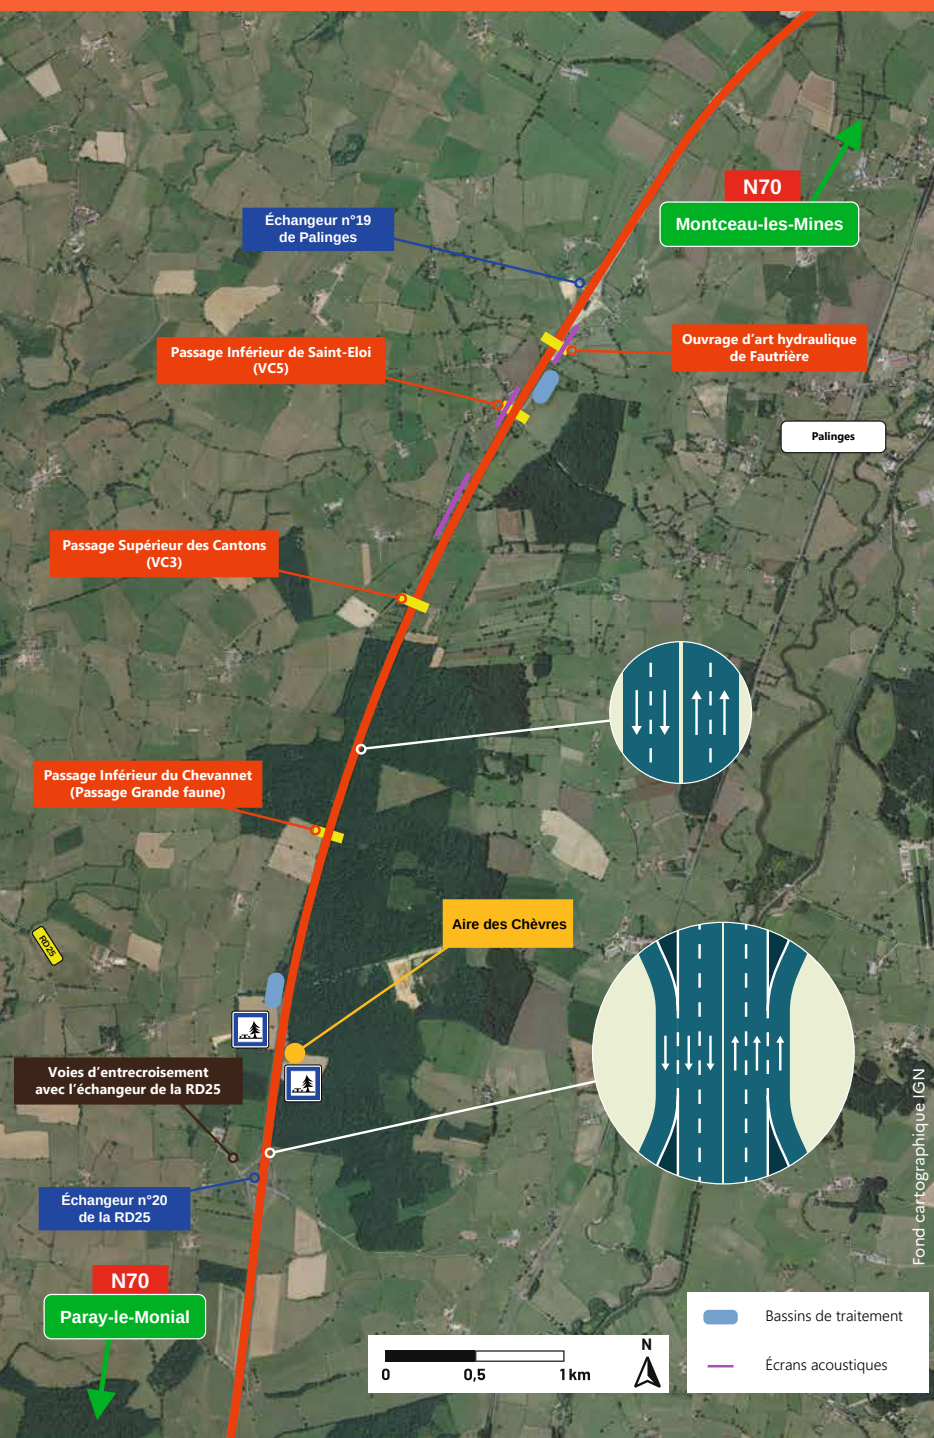 N70
Montceau-les-Mines
Échangeur n°19
de Palinges
Passage Inférieur de Saint-Eloi
(VC5)
Ouvrage d'art hydraulique
de Fautrière
Palinges
Passage Supérieur des Cantons
(VC3)
Passage Inférieur du Chevannet
(Passage Grande faune)
Aire des Chèvres
RD25
Voies d'entrecroisement
avec l'échangeur de la RD25
Échangeur n°20
de la RD25
N70
Paray-le-Monial
Fond cartographique IGN
Bassins de traitement
Écrans acoustiques
0 0,5 1 km
N